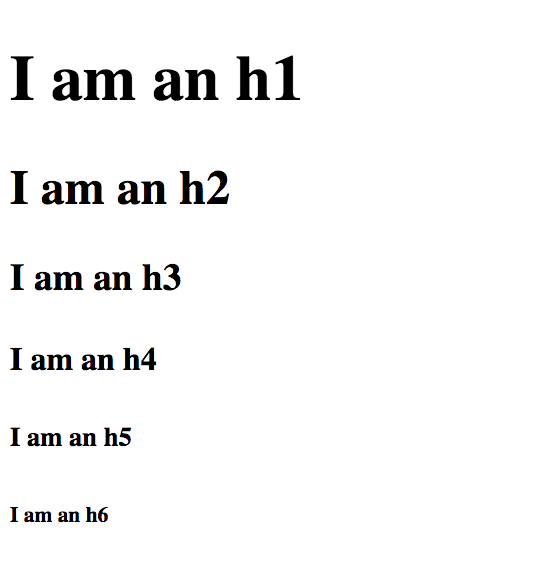 I am an h1
I am an h2
I am an h3
I am an h4
I am an h5
I am an h6